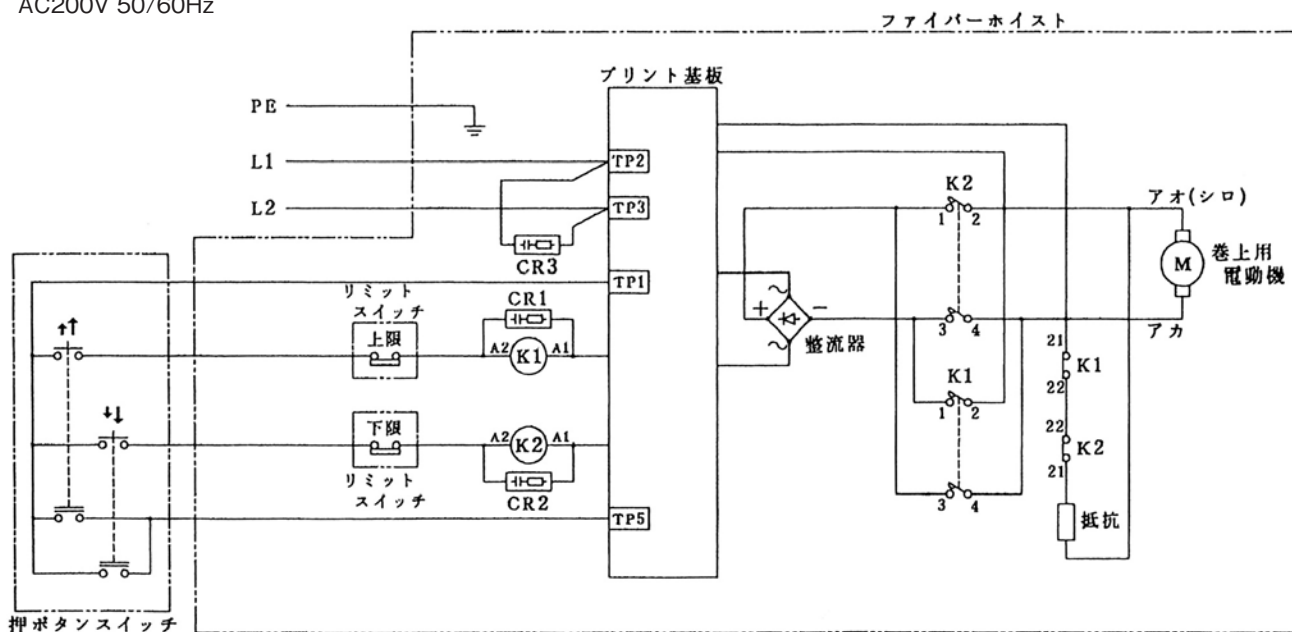 AC200V 50/60Hz
ファイバーホイスト
プリント基板
PE
L1
TP2
L2
TP3
CR3
TP1
リミット
スイッチ
上限
CR1
A2 K1 A1
下限
A2 K2 A1
リミット
スイッチ
CR2
TP5
押ボタンスイッチ
+
−
整流器
K2
1 2
3 4
K1
1 2
3 4
アオ(シロ)
M
巻上用
電動機
アカ
21
K1
22
22
K2
21
抵抗